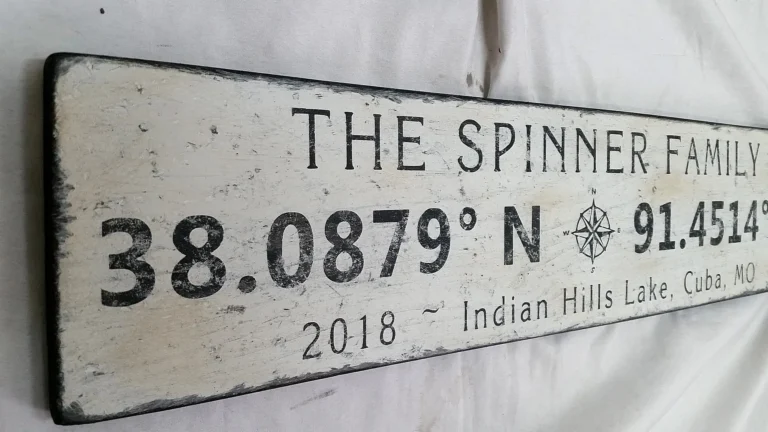 THE SPINNER FAMILY
38.0879° N N W E S 91.4514°
2018 ~ Indian Hills Lake, Cuba, MO